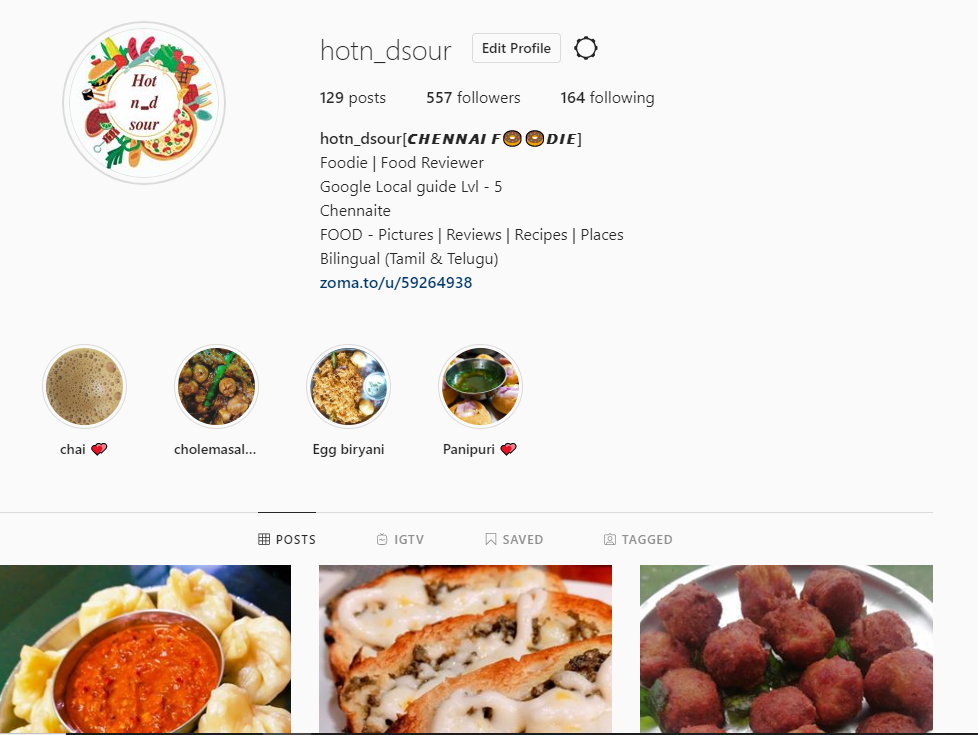 Hot
n_d
sour
hotn_dsour Edit Profile
129 posts 557 followers 164 following
hotn_dsour[𝘾𝙃𝙀𝙉𝙉𝘼𝙄 𝙁🍩🍩𝘿𝙄𝙀]
Foodie | Food Reviewer
Google Local guide Lvl - 5
Chennaite
FOOD - Pictures | Reviews | Recipes | Places
Bilingual (Tamil & Telugu)
zoma.to/u/59264938
chai 💕 cholemasal... Egg biryani Panipuri 💕
POSTS IGTV SAVED TAGGED